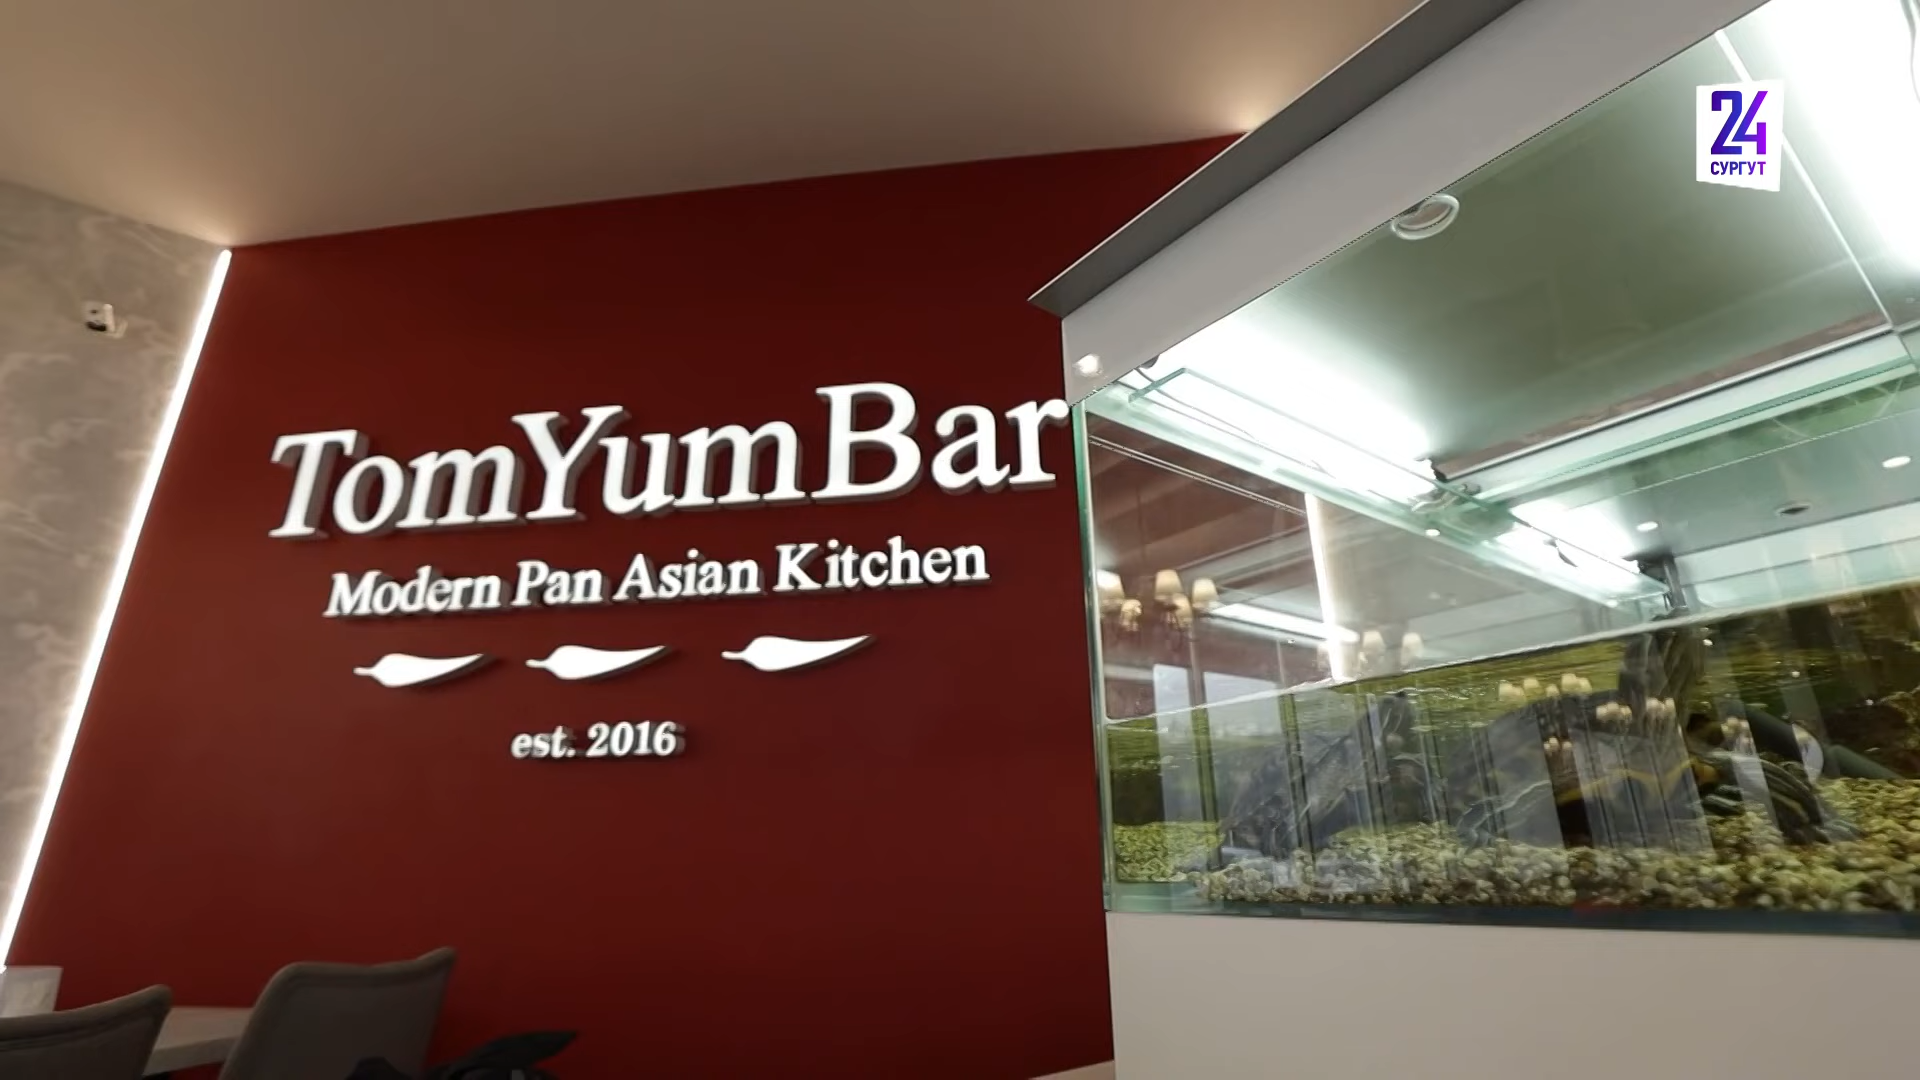 24
СУРГУТ
TomYumBar
Modern Pan Asian Kitchen
est. 2016